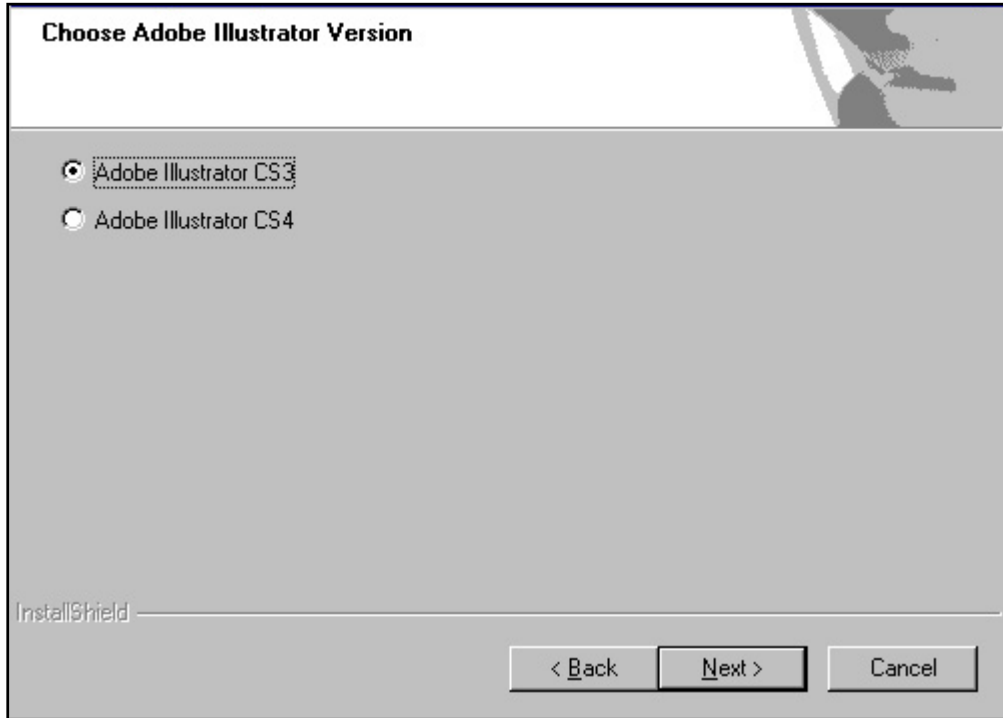 Choose Adobe Illustrator Version
Adobe Illustrator CS3
Adobe Illustrator CS4
InstallShield
< Back Next > Cancel